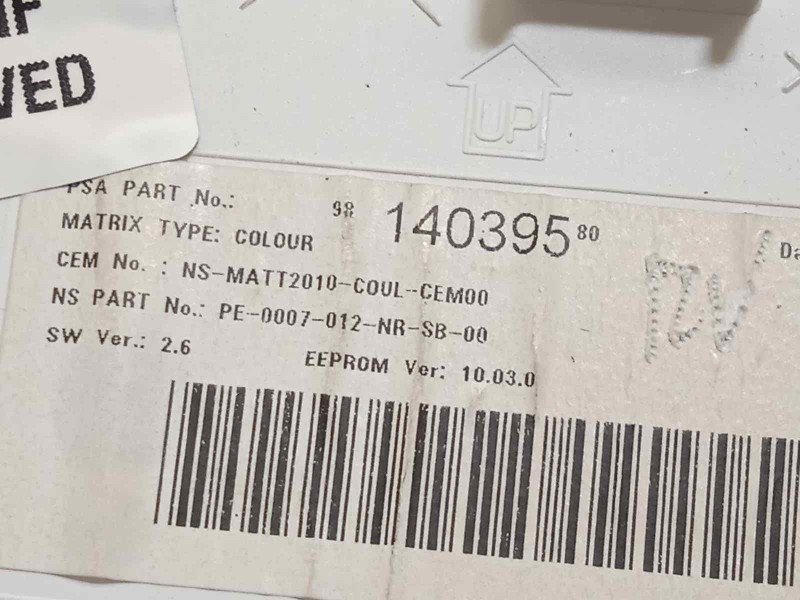 IF
VED
UP
PSA PART No.: 98 140395 80
MATRIX TYPE: COLOUR
CEM No. : NS-MATT2010-COUL-CEM00
NS PART No.: PE-0007-012-NR-SB-00
SW Ver.: 2.6 EEPROM Ver: 10.03.0